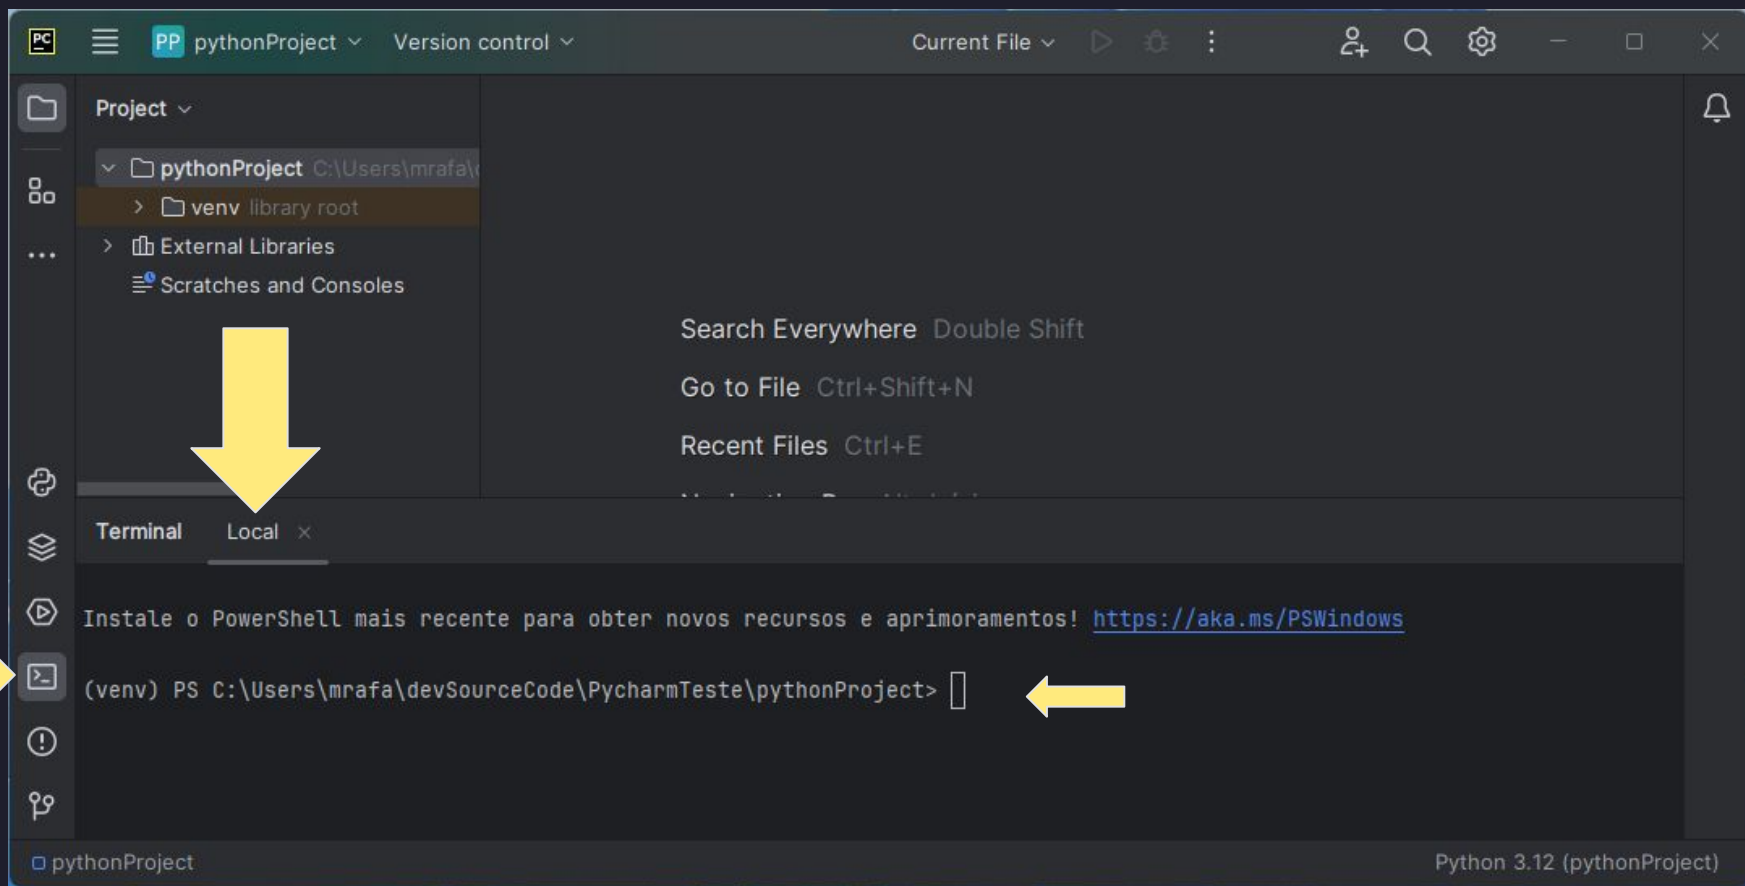 PC PP pythonProject Version control Current File
Project
pythonProject C:\Users\mrafa\
venv library root
External Libraries
Scratches and Consoles
Search Everywhere Double Shift
Go to File Ctrl+Shift+N
Recent Files Ctrl+E
Terminal Local
Instale o PowerShell mais recente para obter novos recursos e aprimoramentos! https://aka.ms/PSWindows
(venv) PS C:\Users\mrafa\devSourceCode\PycharmTeste\pythonProject>
pythonProject Python 3.12 (pythonProject)